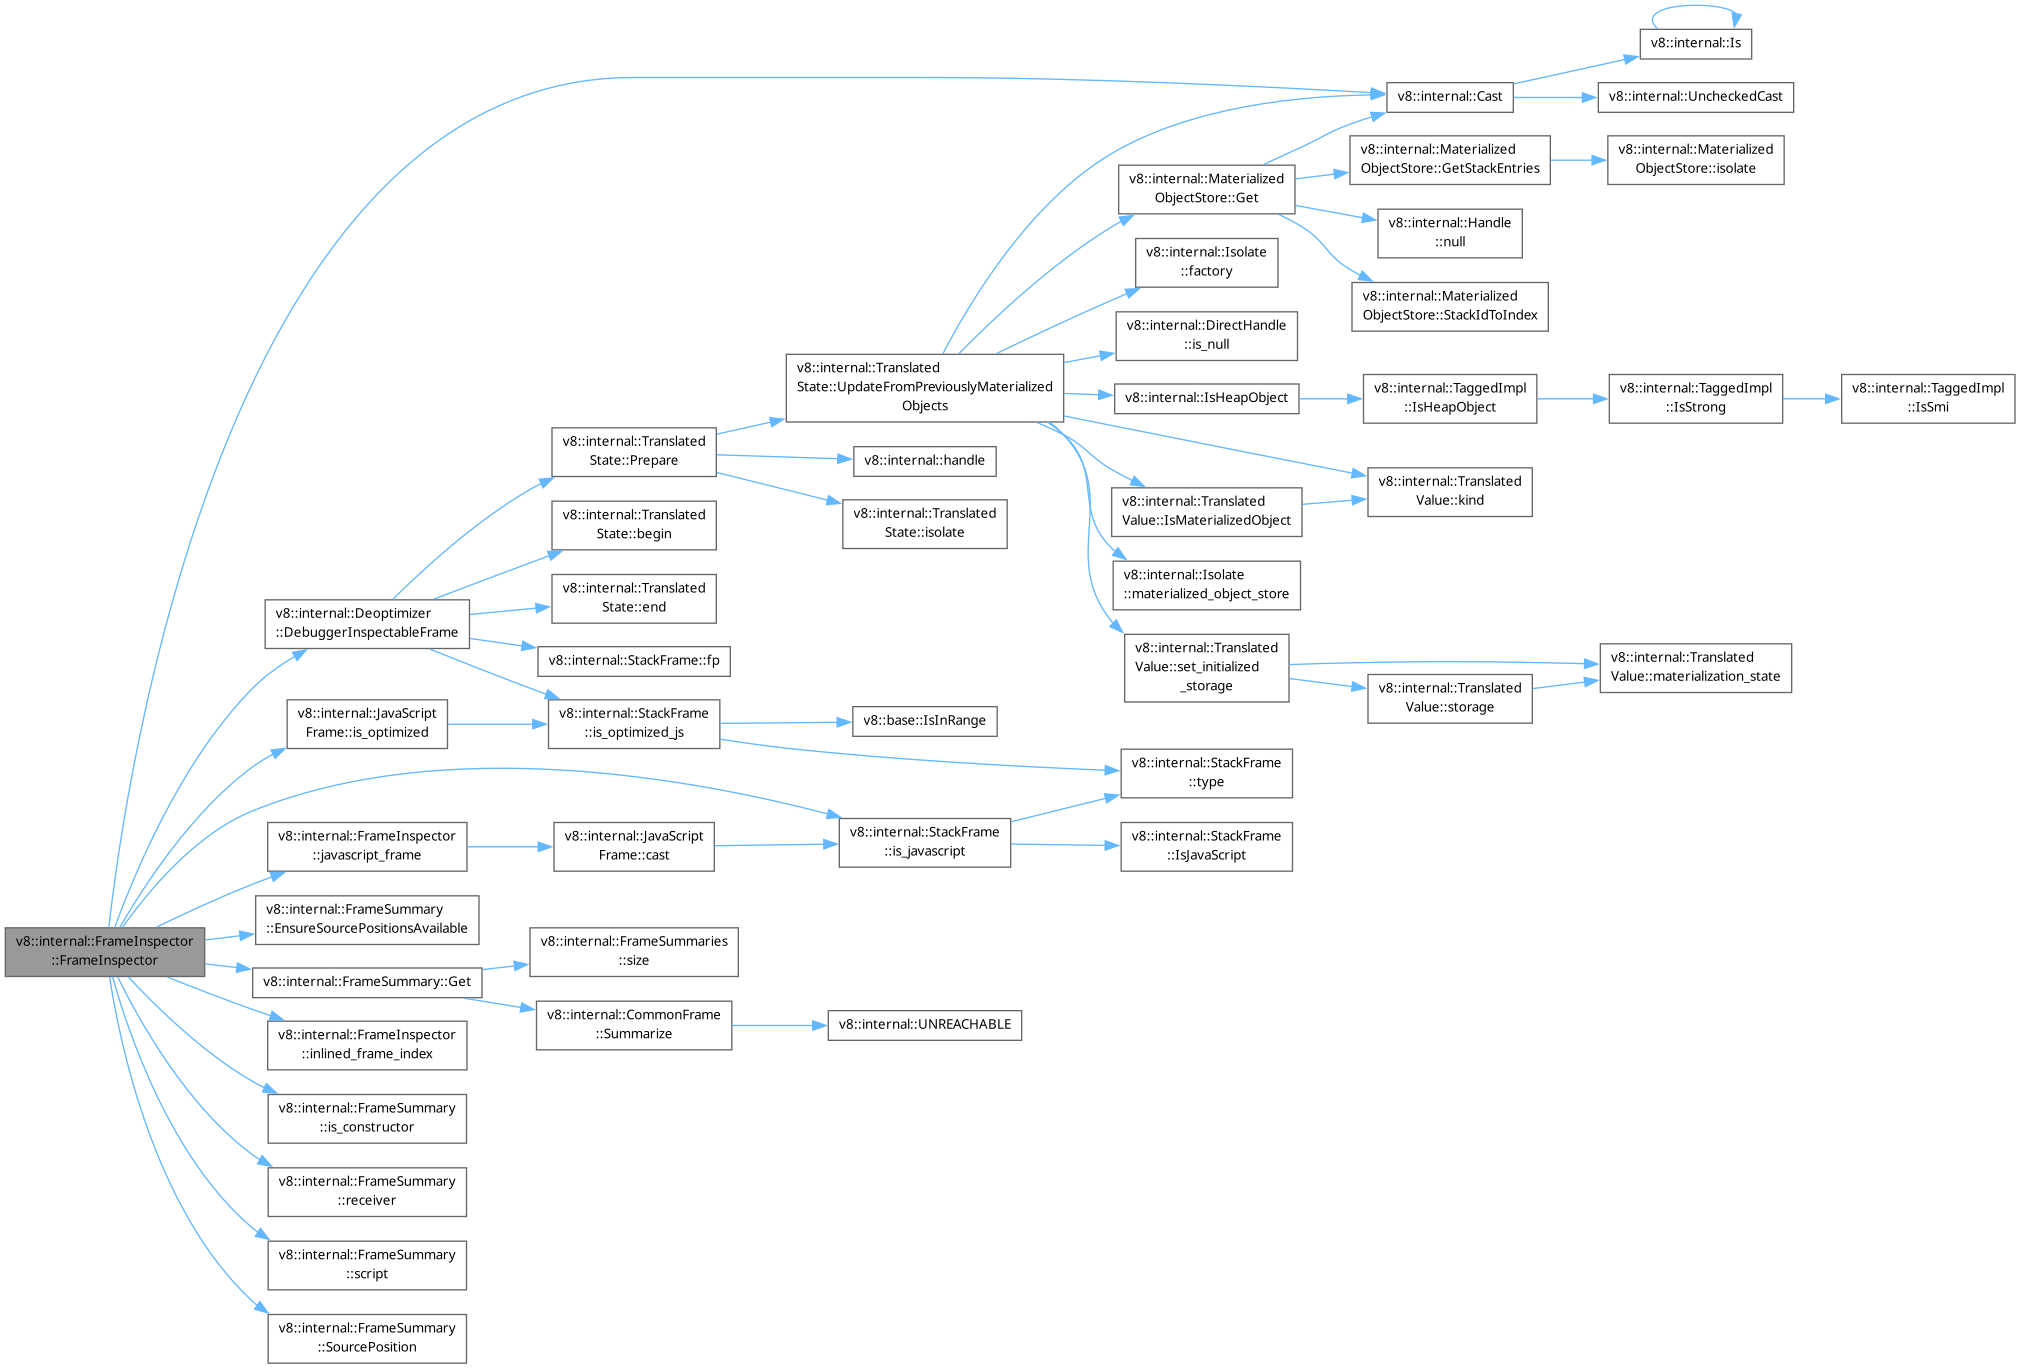 v8::internal::Is
v8::internal::Cast
v8::internal::UncheckedCast
v8::internal::Materialized
ObjectStore::GetStackEntries
v8::internal::Materialized
ObjectStore::isolate
v8::internal::Materialized
ObjectStore::Get
v8::internal::Handle
::null
v8::internal::Isolate
::factory
v8::internal::Materialized
ObjectStore::StackIdToIndex
v8::internal::DirectHandle
::is_null
v8::internal::Translated
State::UpdateFromPreviouslyMaterialized
Objects
v8::internal::IsHeapObject
v8::internal::TaggedImpl
::IsHeapObject
v8::internal::TaggedImpl
::IsStrong
v8::internal::TaggedImpl
::IsSmi
v8::internal::Translated
State::Prepare
v8::internal::handle
v8::internal::Translated
Value::kind
v8::internal::Translated
Value::IsMaterializedObject
v8::internal::Translated
State::begin
v8::internal::Translated
State::isolate
v8::internal::Isolate
::materialized_object_store
v8::internal::Translated
State::end
v8::internal::Deoptimizer
::DebuggerInspectableFrame
v8::internal::StackFrame::fp
v8::internal::Translated
Value::set_initialized
_storage
v8::internal::Translated
Value::materialization_state
v8::internal::Translated
Value::storage
v8::internal::JavaScript
Frame::is_optimized
v8::internal::StackFrame
::is_optimized_js
v8::base::IsInRange
v8::internal::StackFrame
::type
v8::internal::FrameInspector
::javascript_frame
v8::internal::JavaScript
Frame::cast
v8::internal::StackFrame
::is_javascript
v8::internal::StackFrame
::IsJavaScript
v8::internal::FrameSummary
::EnsureSourcePositionsAvailable
v8::internal::FrameInspector
::FrameInspector
v8::internal::FrameSummaries
::size
v8::internal::FrameSummary::Get
v8::internal::CommonFrame
::Summarize
v8::internal::UNREACHABLE
v8::internal::FrameInspector
::inlined_frame_index
v8::internal::FrameSummary
::is_constructor
v8::internal::FrameSummary
::receiver
v8::internal::FrameSummary
::script
v8::internal::FrameSummary
::SourcePosition